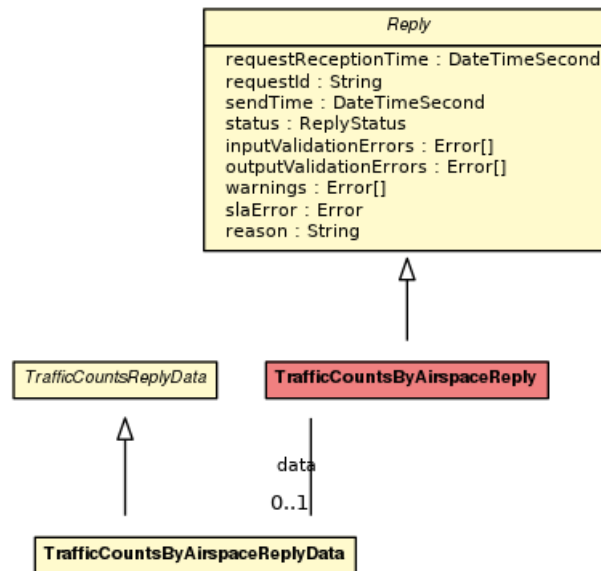 Reply
requestReceptionTime : DateTimeSecond
requestId : String
sendTime : DateTimeSecond
status : ReplyStatus
inputValidationErrors : Error[]
outputValidationErrors : Error[]
warnings : Error[]
slaError : Error
reason : String
TrafficCountsReplyData
TrafficCountsByAirspaceReply
data
0..1
TrafficCountsByAirspaceReplyData